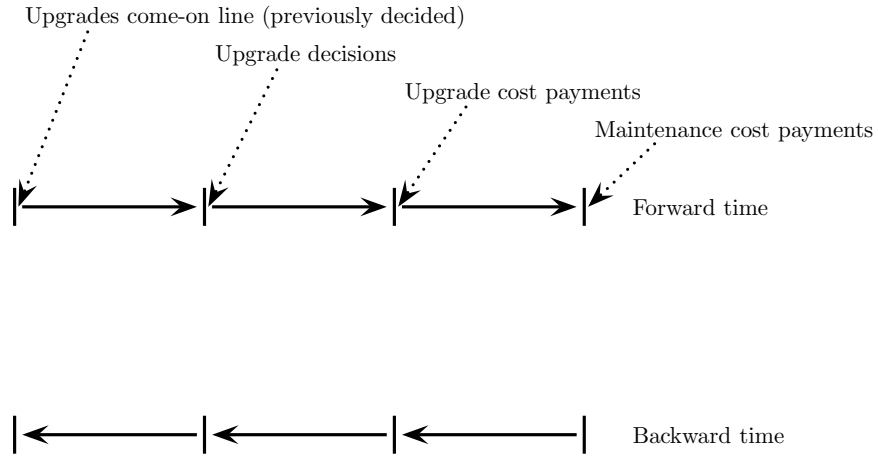 Upgrades come-on line (previously decided)
Upgrade decisions
Upgrade cost payments
Maintenance cost payments
Forward time
Backward time